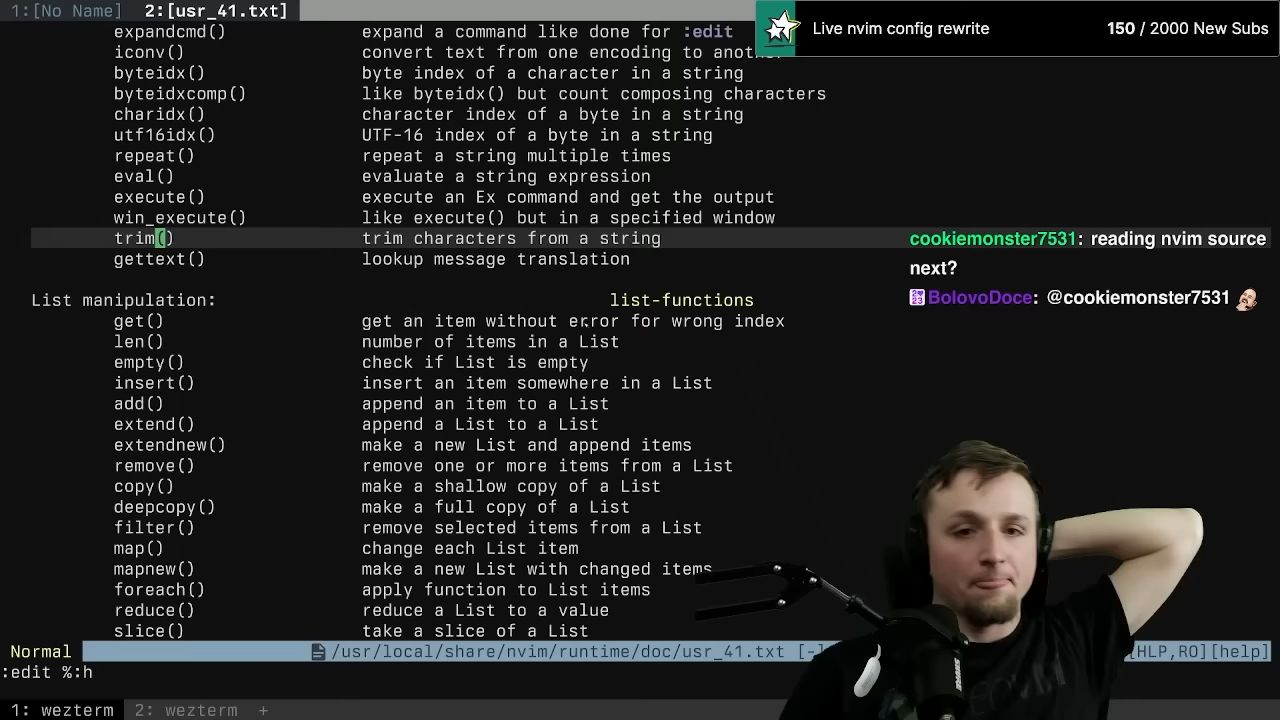 1:[No Name] 2:[usr_41.txt]
Live nvim config rewrite 150 / 2000 New Subs
expandcmd() expand a command like done for :edit
iconv() convert text from one encoding to
byteidx() byte index of a character in a string
byteidxcomp() like byteidx() but count composing characters
charidx() character index of a byte in a string
utf16idx() UTF-16 index of a byte in a string
repeat() repeat a string multiple times
eval() evaluate a string expression
execute() execute an Ex command and get the output
win_execute() like execute() but in a specified window
trim() trim characters from a string
gettext() lookup message translation
cookiemonster7531: reading nvim source
next?
BolovoDoce: @cookiemonster7531
List manipulation: list-functions
get() get an item without error for wrong index
len() number of items in a List
empty() check if List is empty
insert() insert an item somewhere in a List
add() append an item to a List
extend() append a List to a List
extendnew() make a new List and append items
remove() remove one or more items from a List
copy() make a shallow copy of a List
deepcopy() make a full copy of a List
filter() remove selected items from a List
map() change each List item
mapnew() make a new List with changed items
foreach() apply function to List items
reduce() reduce a List to a value
slice() take a slice of a List
Normal /usr/local/share/nvim/runtime/doc/usr_41.txt [-] [HLP,RO][help]
:edit %:h
1: wezterm 2: wezterm +